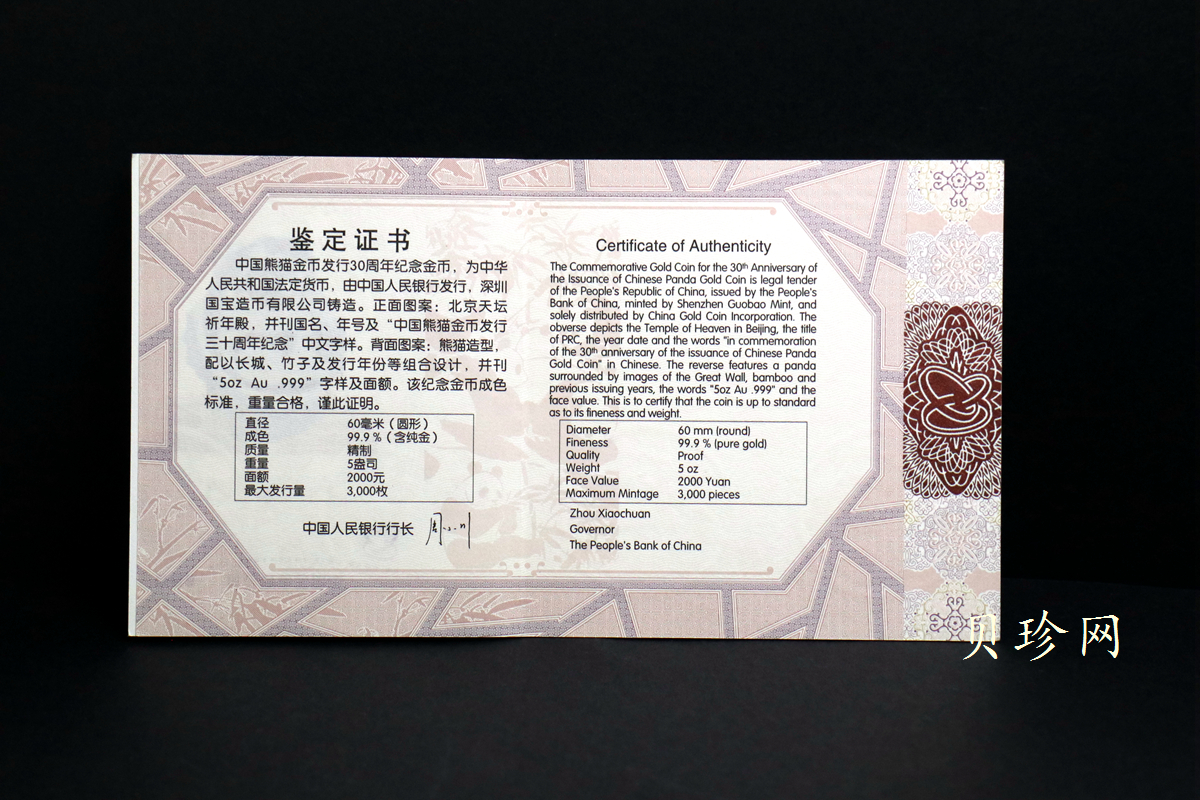 鉴定证书
中国熊猫金币发行30周年纪念金币，为中华
人民共和国法定货币，由中国人民银行发行，深圳
国宝造币有限公司铸造。正面图案：北京天坛
祈年殿，并刊国名、年号及“中国熊猫金币发行
三十周年纪念”中文字样。背面图案：熊猫造型，
配以长城、竹子及发行年份等组合设计，并刊
“5oz Au .999”字样及面额。该纪念金币成色
标准，重量合格，谨此证明。
直径 60毫米（圆形）
成色 99.9％（含纯金）
质量 精制
重量 5盎司
面额 2000元
最大发行量 3,000枚
中国人民银行行长 周小川
Certificate of Authenticity
The Commemorative Gold Coin for the 30th Anniversary of
the Issuance of Chinese Panda Gold Coin is legal tender
of the People's Republic of China, issued by the People's
Bank of China, minted by Shenzhen Guobao Mint, and
solely distributed by China Gold Coin Incorporation. The
obverse depicts the Temple of Heaven in Beijing, the title
of PRC, the year date and the words "in commemoration
of the 30th anniversary of the issuance of Chinese Panda
Gold Coin" in Chinese. The reverse features a panda
surrounded by images of the Great Wall, bamboo and
previous issuing years, the words "5oz Au .999" and the
face value. This is to certify that the coin is up to standard
as to its fineness and weight.
Diameter 60 mm (round)
Fineness 99.9 % (pure gold)
Quality Proof
Weight 5 oz
Face Value 2000 Yuan
Maximum Mintage 3,000 pieces
Zhou Xiaochuan
Governor
The People's Bank of China
贝珍网